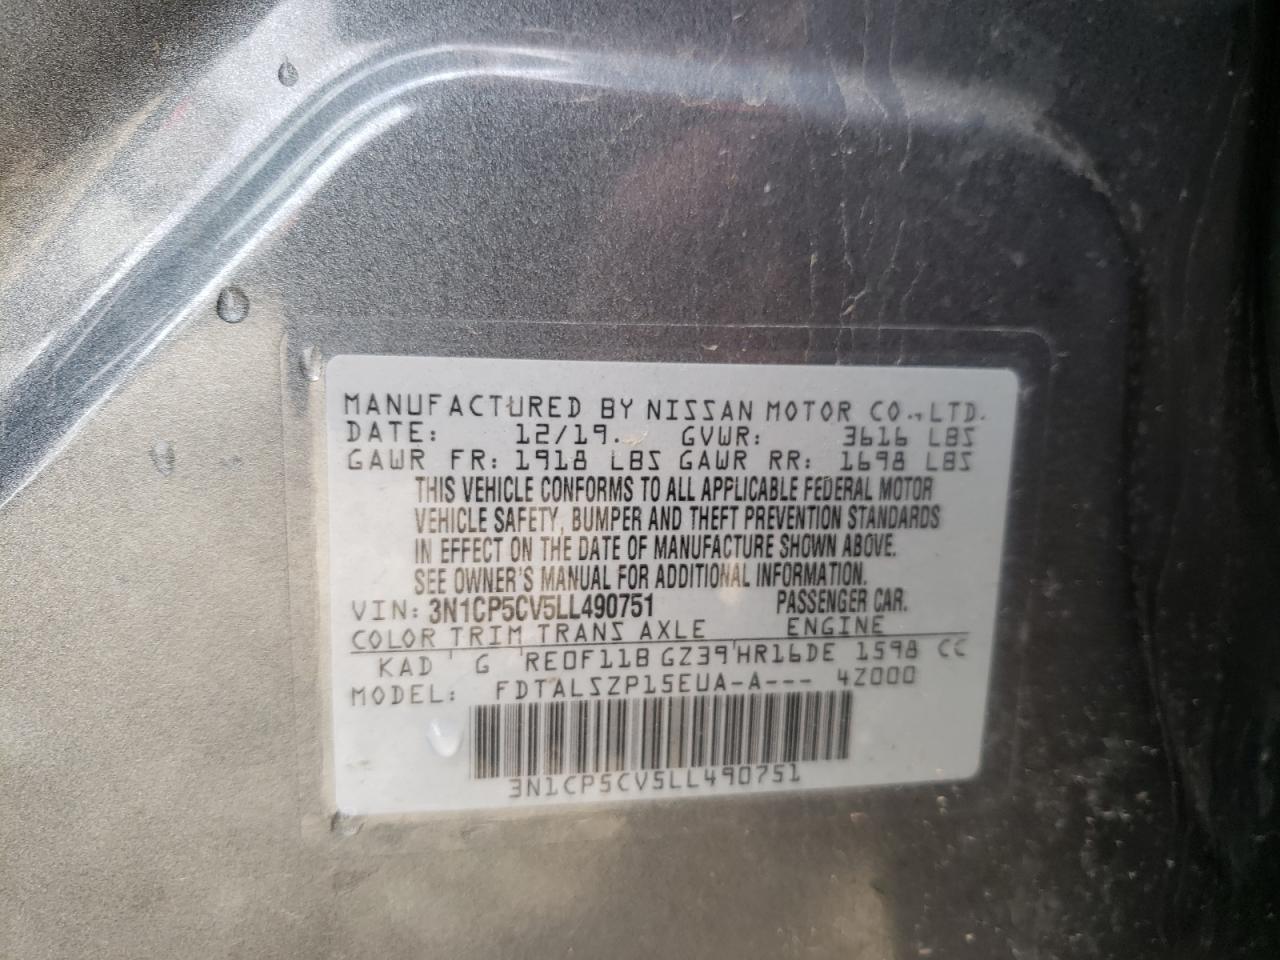 MANUFACTURED BY NISSAN MOTOR CO., LTD.
DATE: 12/19. GVWR: 3616 LBS
GAWR FR: 1918 LBS GAWR RR: 1698 LBS
THIS VEHICLE CONFORMS TO ALL APPLICABLE FEDERAL MOTOR
VEHICLE SAFETY, BUMPER AND THEFT PREVENTION STANDARDS
IN EFFECT ON THE DATE OF MANUFACTURE SHOWN ABOVE.
SEE OWNER'S MANUAL FOR ADDITIONAL INFORMATION.
VIN: 3N1CP5CV5LL490751 PASSENGER CAR.
COLOR TRIM TRANS AXLE ENGINE
KAD ' G 'RE0F11B GZ39'HR16DE 1598 CC
MODEL: FDTALSZP15EUA-A--- 4Z000
3N1CP5CV5LL490751